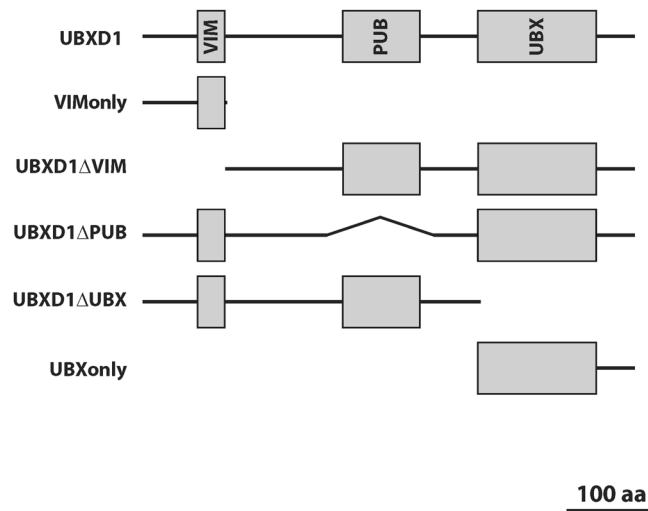 UBXD1
VIM
PUB
UBX
VIMonly
UBXD1ΔVIM
UBXD1ΔPUB
UBXD1ΔUBX
UBXonly
100 aa